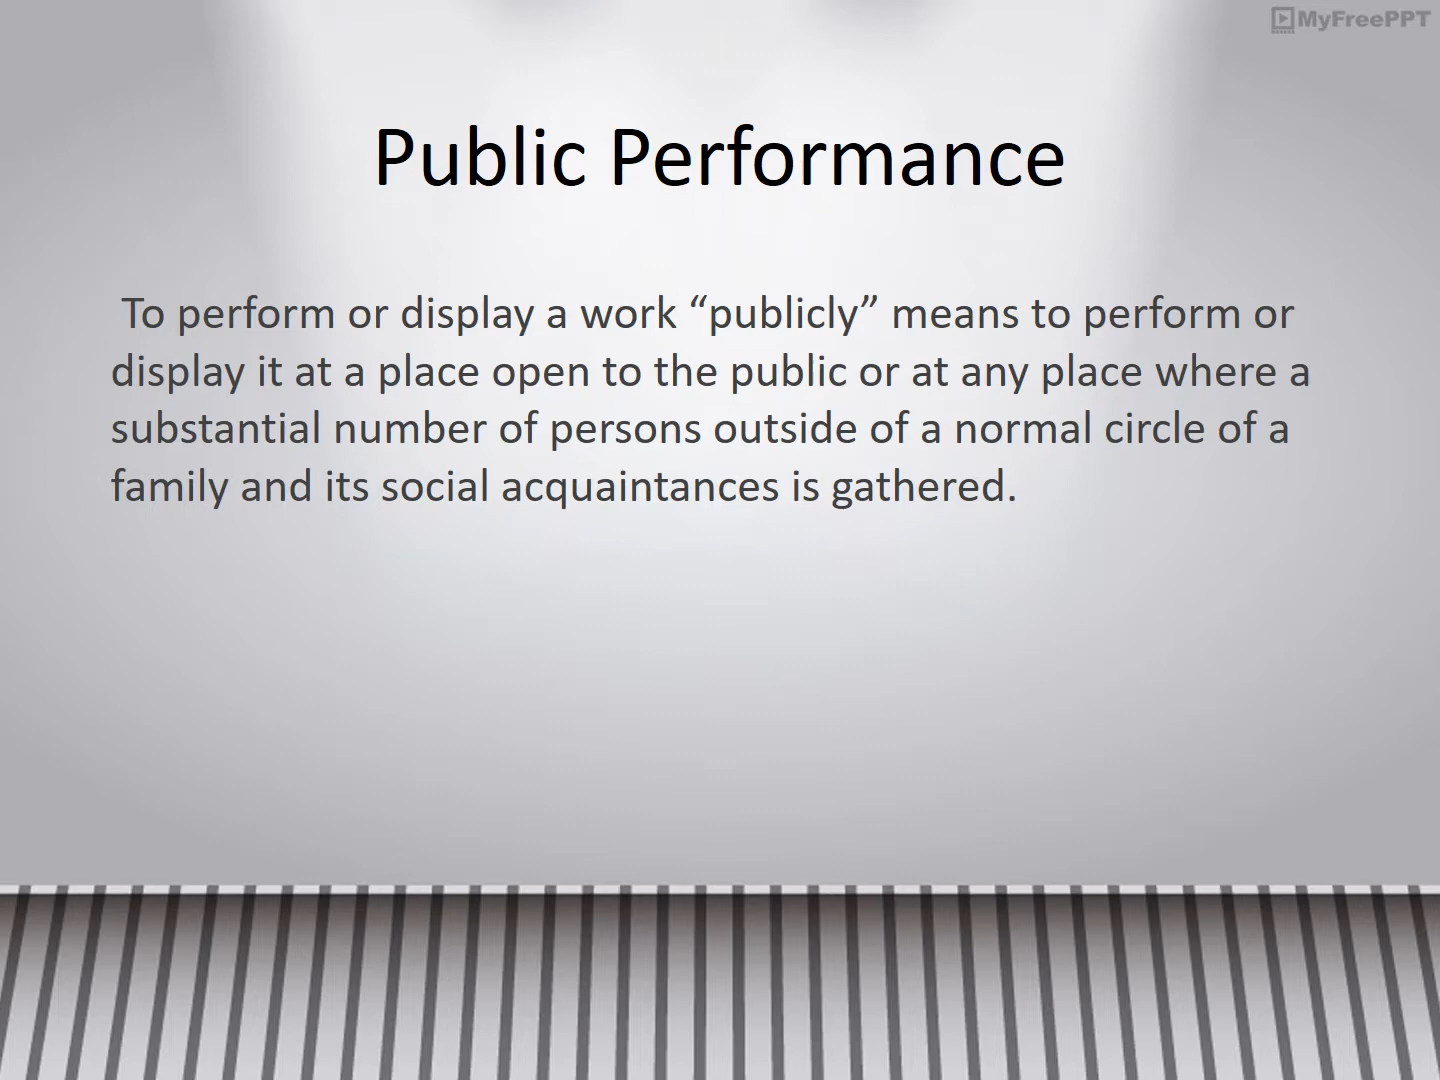 MyFreePPT
Public Performance
To perform or display a work “publicly” means to perform or
display it at a place open to the public or at any place where a
substantial number of persons outside of a normal circle of a
family and its social acquaintances is gathered.